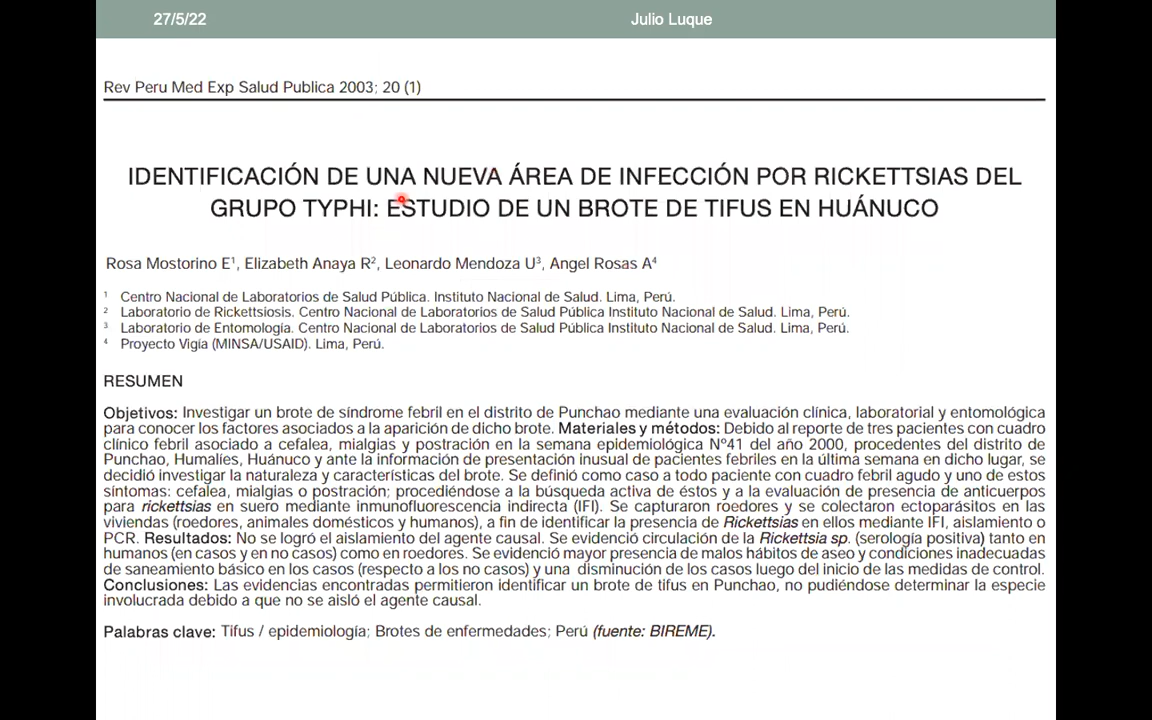 27/5/22
Julio Luque
Rev Peru Med Exp Salud Publica 2003; 20 (1)
IDENTIFICACIÓN DE UNA NUEVA ÁREA DE INFECCIÓN POR RICKETTSIAS DEL
GRUPO TYPHI: ESTUDIO DE UN BROTE DE TIFUS EN HUÁNUCO
Rosa Mostorino E¹, Elizabeth Anaya R², Leonardo Mendoza U³, Angel Rosas A⁴
¹ Centro Nacional de Laboratorios de Salud Pública. Instituto Nacional de Salud. Lima, Perú.
² Laboratorio de Rickettsiosis. Centro Nacional de Laboratorios de Salud Pública Instituto Nacional de Salud. Lima, Perú.
³ Laboratorio de Entomología. Centro Nacional de Laboratorios de Salud Pública Instituto Nacional de Salud. Lima, Perú.
⁴ Proyecto Vigía (MINSA/USAID). Lima, Perú.
RESUMEN
Objetivos: Investigar un brote de síndrome febril en el distrito de Punchao mediante una evaluación clínica, laboratorial y entomológica
para conocer los factores asociados a la aparición de dicho brote. Materiales y métodos: Debido al reporte de tres pacientes con cuadro
clínico febril asociado a cefalea, mialgias y postración en la semana epidemiológica Nº41 del año 2000, procedentes del distrito de
Punchao, Humalíes, Huánuco y ante la información de presentación inusual de pacientes febriles en la última semana en dicho lugar, se
decidió investigar la naturaleza y características del brote. Se definió como caso a todo paciente con cuadro febril agudo y uno de estos
síntomas: cefalea, mialgias o postración; procediéndose a la búsqueda activa de éstos y a la evaluación de presencia de anticuerpos
para rickettsias en suero mediante inmunofluorescencia indirecta (IFI). Se capturaron roedores y se colectaron ectoparásitos en las
viviendas (roedores, animales domésticos y humanos), a fin de identificar la presencia de Rickettsias en ellos mediante IFI, aislamiento o
PCR. Resultados: No se logró el aislamiento del agente causal. Se evidenció circulación de la Rickettsia sp. (serología positiva) tanto en
humanos (en casos y en no casos) como en roedores. Se evidenció mayor presencia de malos hábitos de aseo y condiciones inadecuadas
de saneamiento básico en los casos (respecto a los no casos) y una disminución de los casos luego del inicio de las medidas de control.
Conclusiones: Las evidencias encontradas permitieron identificar un brote de tifus en Punchao, no pudiéndose determinar la especie
involucrada debido a que no se aisló el agente causal.
Palabras clave: Tifus / epidemiología; Brotes de enfermedades; Perú (fuente: BIREME).